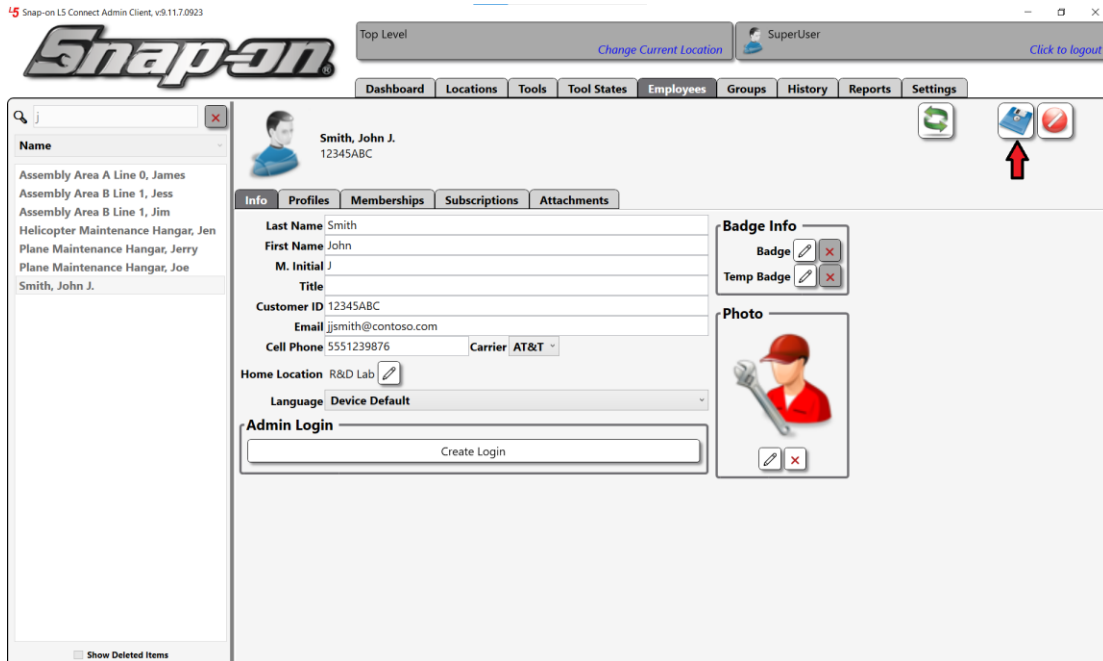 L5 Snap-on L5 Connect Admin Client, v:9.11.7.0923
Snap-on®
Top Level
Change Current Location
SuperUser
Click to logout
Dashboard Locations Tools Tool States Employees Groups History Reports Settings
j
Name
Assembly Area A Line 0, James
Assembly Area B Line 1, Jess
Assembly Area B Line 1, Jim
Helicopter Maintenance Hangar, Jen
Plane Maintenance Hangar, Jerry
Plane Maintenance Hangar, Joe
Smith, John J.
Show Deleted Items
Smith, John J.
12345ABC
Info Profiles Memberships Subscriptions Attachments
Last Name Smith
First Name John
M. Initial J
Title
Customer ID 12345ABC
Email jjsmith@contoso.com
Cell Phone 5551239876 Carrier AT&T
Home Location R&D Lab
Language Device Default
Admin Login
Create Login
Badge Info
Badge
Temp Badge
Photo